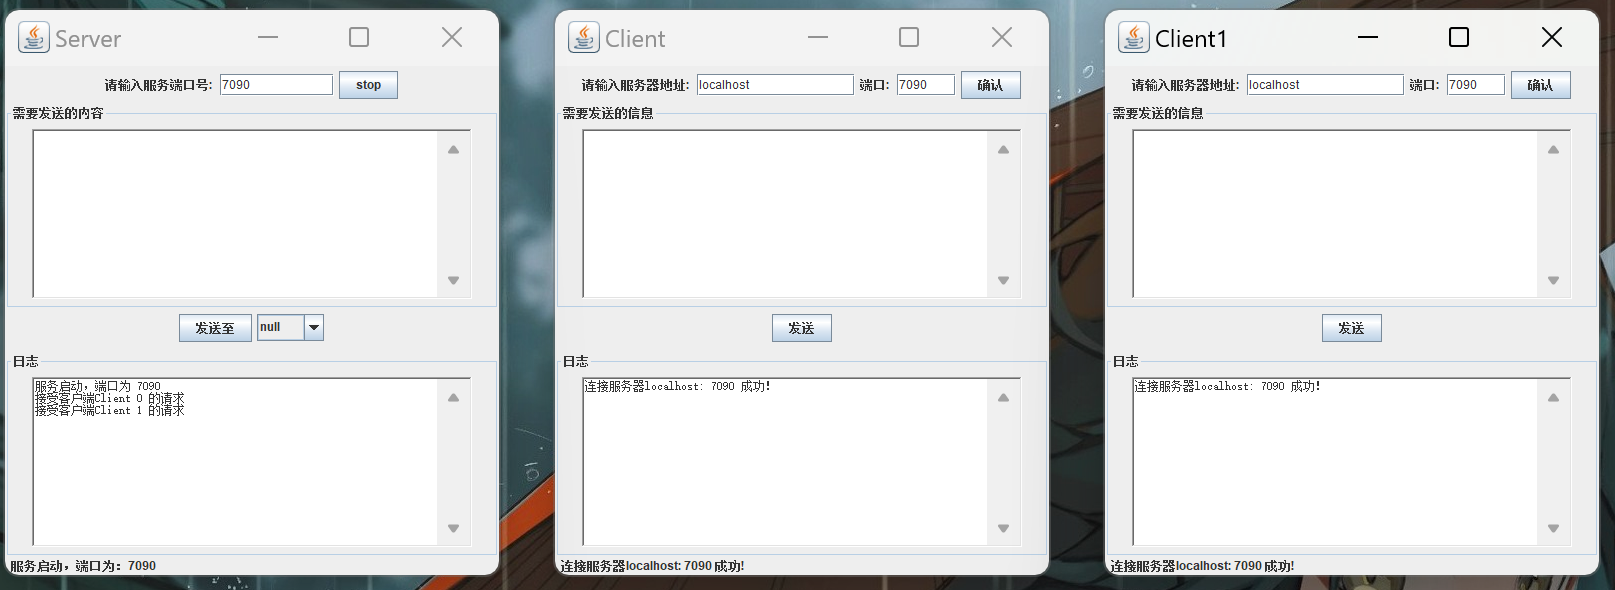 Server
请输入服务端口号: 7090 stop
需要发送的内容
发送至 null
日志
服务启动，端口为 7090
接受客户端Client 0 的请求
接受客户端Client 1 的请求
服务启动，端口为：7090
Client
请输入服务器地址: localhost 端口: 7090 确认
需要发送的信息
发送
日志
连接服务器localhost: 7090 成功!
连接服务器localhost: 7090 成功!
Client1
请输入服务器地址: localhost 端口: 7090 确认
需要发送的信息
发送
日志
连接服务器localhost: 7090 成功!
连接服务器localhost: 7090 成功!